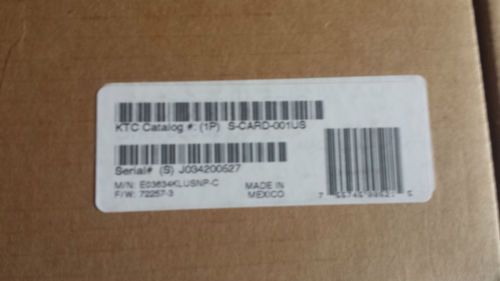 KTC Catalog #: (1P) S-CARD-001US
Serial# (S) J034200527
M/N: E03634KLUSNP-C
F/W: 72257-3
MADE IN
MEXICO